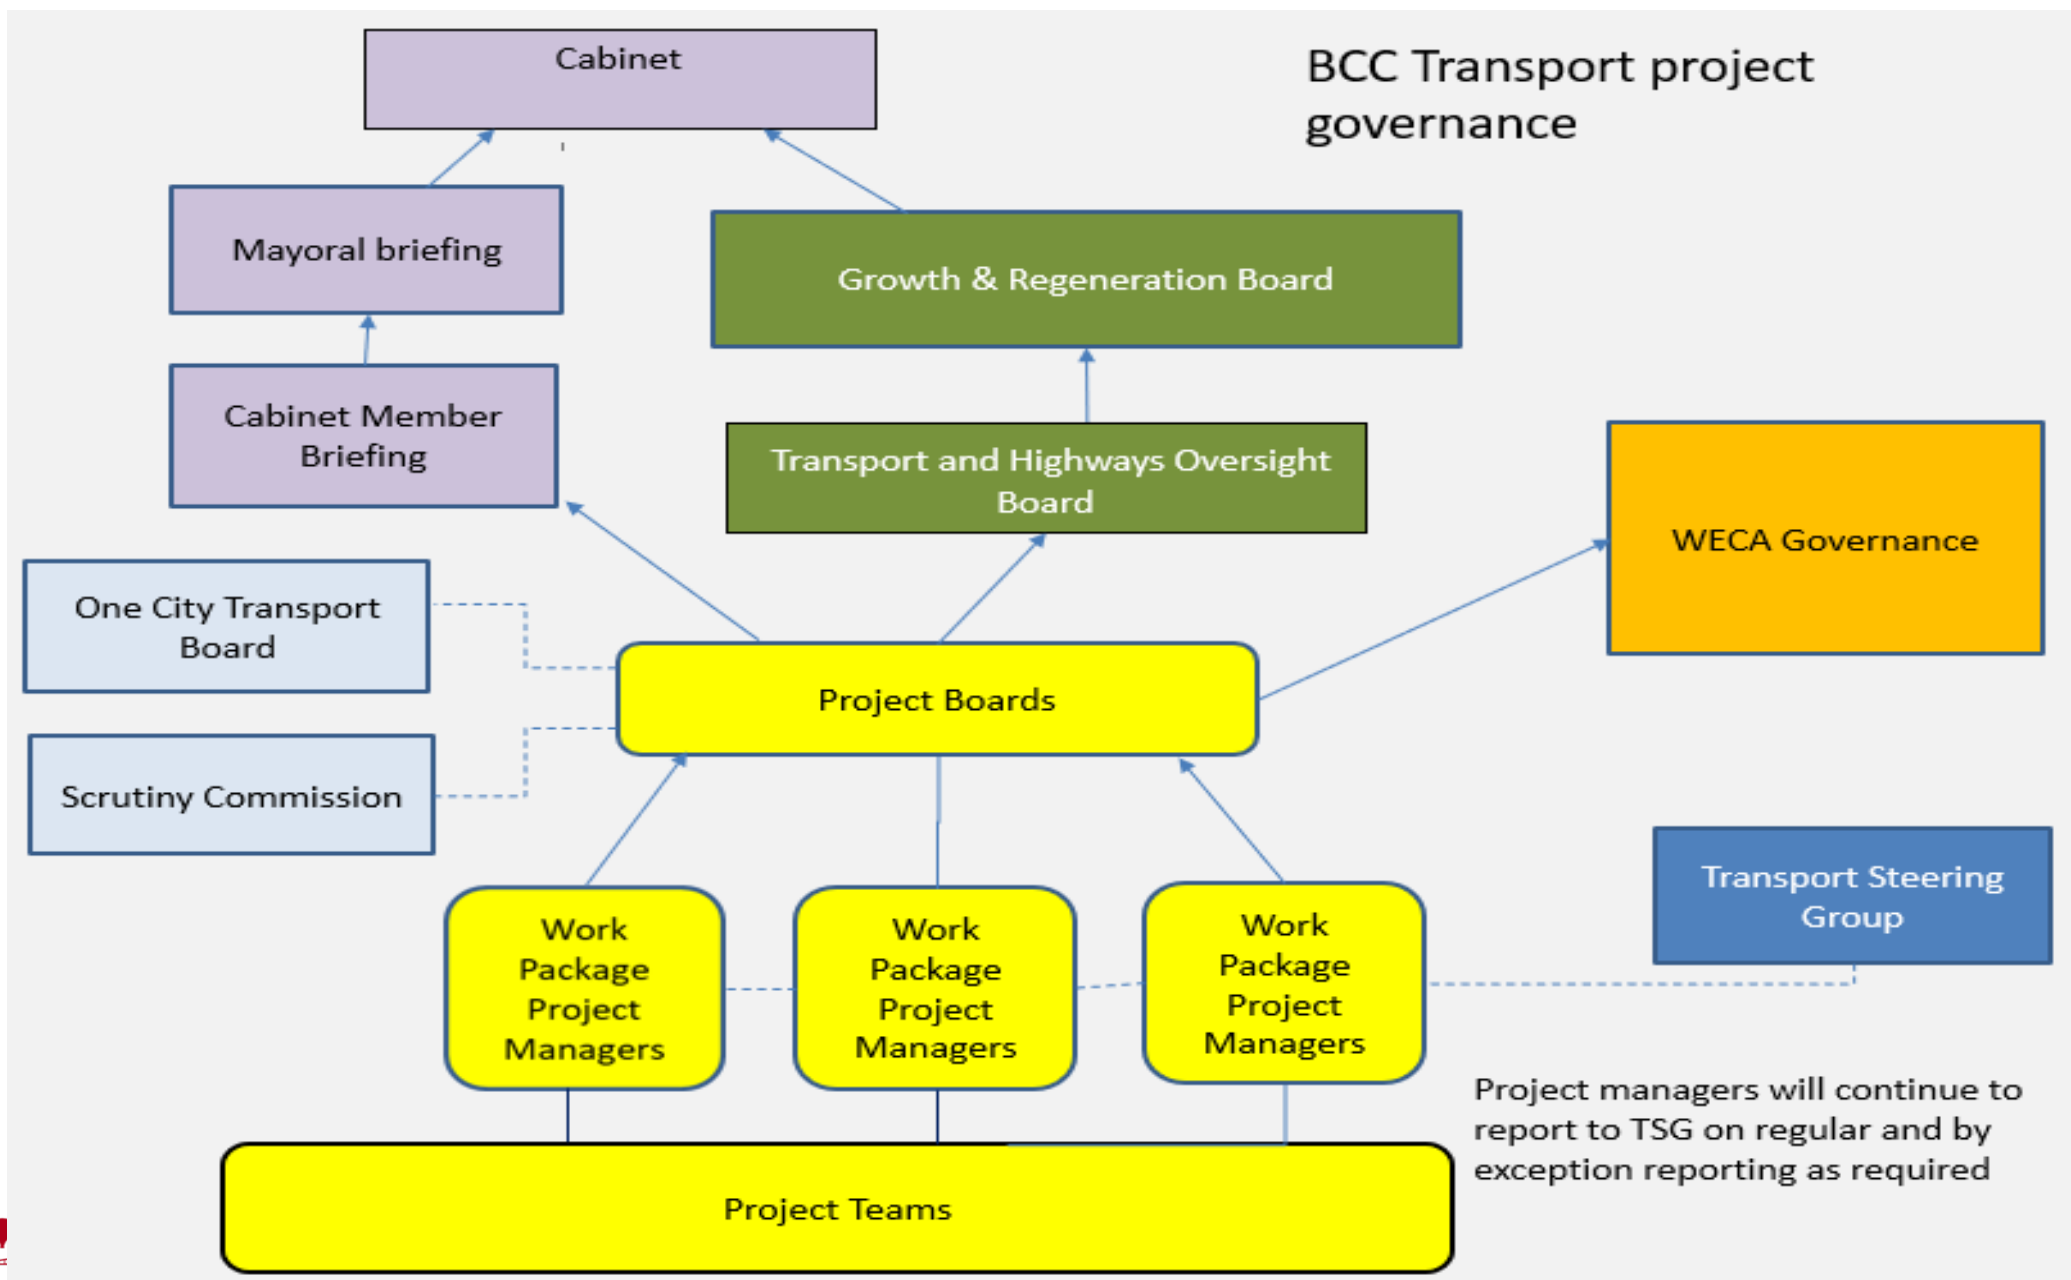 Cabinet
BCC Transport project
governance
Mayoral briefing
Growth & Regeneration Board
Cabinet Member
Briefing
Transport and Highways Oversight
Board
WECA Governance
One City Transport
Board
Project Boards
Scrutiny Commission
Transport Steering
Group
Work
Package
Project
Managers
Work
Package
Project
Managers
Work
Package
Project
Managers
Project managers will continue to
report to TSG on regular and by
exception reporting as required
Project Teams